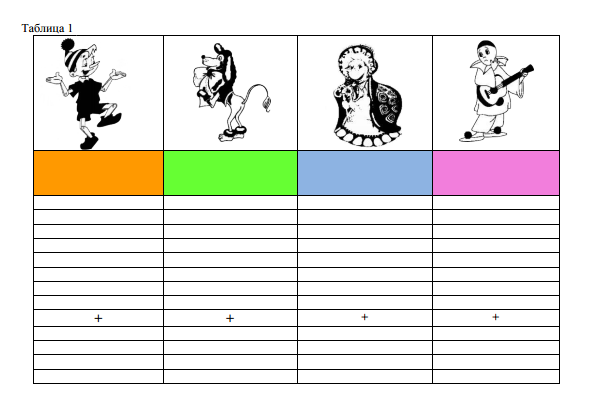 Таблица 1
+ + + +